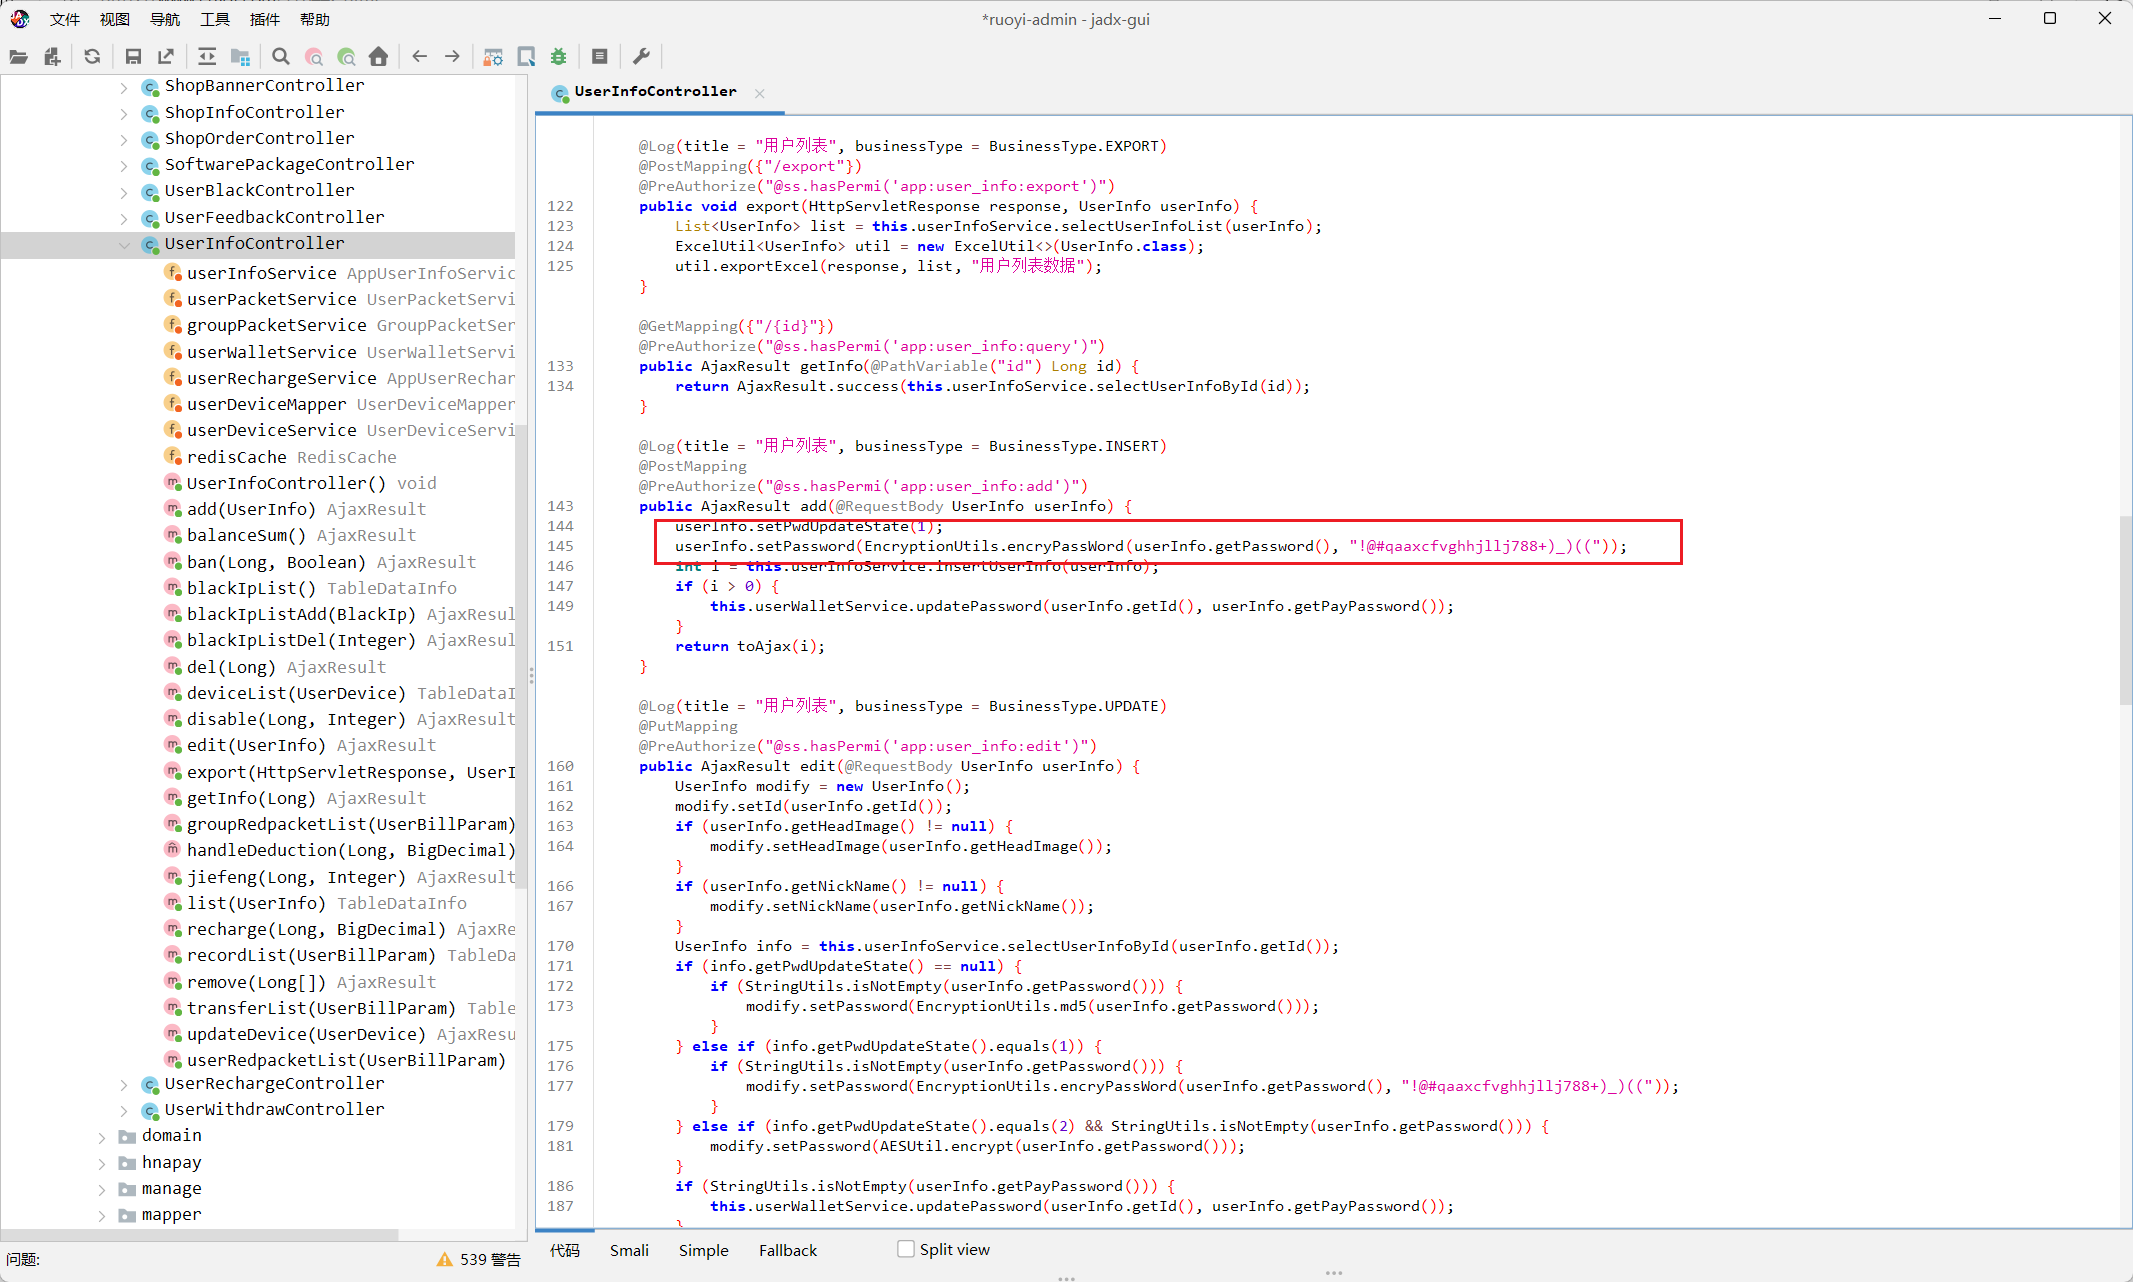 文件 视图 导航 工具 插件 帮助
*ruoyi-admin - jadx-gui
ShopBannerController
ShopInfoController
ShopOrderController
SoftwarePackageController
UserBlackController
UserFeedbackController
UserInfoController
userInfoService AppUserInfoServic
userPacketService UserPacketServi
groupPacketService GroupPacketSer
userWalletService UserWalletServi
userRechargeService AppUserRechar
userDeviceMapper UserDeviceMapper
userDeviceService UserDeviceServi
redisCache RedisCache
UserInfoController() void
add(UserInfo) AjaxResult
balanceSum() AjaxResult
ban(Long, Boolean) AjaxResult
blackIpList() TableDataInfo
blackIpListAdd(BlackIp) AjaxResul
blackIpListDel(Integer) AjaxResul
del(Long) AjaxResult
deviceList(UserDevice) TableDataI
disable(Long, Integer) AjaxResult
edit(UserInfo) AjaxResult
export(HttpServletResponse, UserI
getInfo(Long) AjaxResult
groupRedpacketList(UserBillParam)
handleDeduction(Long, BigDecimal)
jiefeng(Long, Integer) AjaxResult
list(UserInfo) TableDataInfo
recharge(Long, BigDecimal) AjaxRe
recordList(UserBillParam) TableDa
remove(Long[]) AjaxResult
transferList(UserBillParam) Table
updateDevice(UserDevice) AjaxResu
userRedpacketList(UserBillParam)
UserRechargeController
UserWithdrawController
domain
hnapay
manage
mapper
问题:
539 警告
UserInfoController
@Log(title = "用户列表", businessType = BusinessType.EXPORT)
@PostMapping({"/export"})
@PreAuthorize("@ss.hasPermi('app:user_info:export')")
122 public void export(HttpServletResponse response, UserInfo userInfo) {
123 List<UserInfo> list = this.userInfoService.selectUserInfoList(userInfo);
124 ExcelUtil<UserInfo> util = new ExcelUtil<>(UserInfo.class);
125 util.exportExcel(response, list, "用户列表数据");
}
@GetMapping({"/{id}"})
@PreAuthorize("@ss.hasPermi('app:user_info:query')")
133 public AjaxResult getInfo(@PathVariable("id") Long id) {
134 return AjaxResult.success(this.userInfoService.selectUserInfoById(id));
}
@Log(title = "用户列表", businessType = BusinessType.INSERT)
@PostMapping
@PreAuthorize("@ss.hasPermi('app:user_info:add')")
143 public AjaxResult add(@RequestBody UserInfo userInfo) {
144 userInfo.setPwdUpdateState(1);
145 userInfo.setPassword(EncryptionUtils.encryPassWord(userInfo.getPassword(), "!@#qaaxcfvghhjllj788+)_)(("));
146 int i = this.userInfoService.insertUserInfo(userInfo);
147 if (i > 0) {
149 this.userWalletService.updatePassword(userInfo.getId(), userInfo.getPayPassword());
}
151 return toAjax(i);
}
@Log(title = "用户列表", businessType = BusinessType.UPDATE)
@PutMapping
@PreAuthorize("@ss.hasPermi('app:user_info:edit')")
160 public AjaxResult edit(@RequestBody UserInfo userInfo) {
161 UserInfo modify = new UserInfo();
162 modify.setId(userInfo.getId());
163 if (userInfo.getHeadImage() != null) {
164 modify.setHeadImage(userInfo.getHeadImage());
}
166 if (userInfo.getNickName() != null) {
167 modify.setNickName(userInfo.getNickName());
}
170 UserInfo info = this.userInfoService.selectUserInfoById(userInfo.getId());
171 if (info.getPwdUpdateState() == null) {
172 if (StringUtils.isNotEmpty(userInfo.getPassword())) {
173 modify.setPassword(EncryptionUtils.md5(userInfo.getPassword()));
}
175 } else if (info.getPwdUpdateState().equals(1)) {
176 if (StringUtils.isNotEmpty(userInfo.getPassword())) {
177 modify.setPassword(EncryptionUtils.encryPassWord(userInfo.getPassword(), "!@#qaaxcfvghhjllj788+)_)(("));
}
179 } else if (info.getPwdUpdateState().equals(2) && StringUtils.isNotEmpty(userInfo.getPassword())) {
181 modify.setPassword(AESUtil.encrypt(userInfo.getPassword()));
}
186 if (StringUtils.isNotEmpty(userInfo.getPayPassword())) {
187 this.userWalletService.updatePassword(userInfo.getId(), userInfo.getPayPassword());
}
代码 Smali Simple Fallback Split view